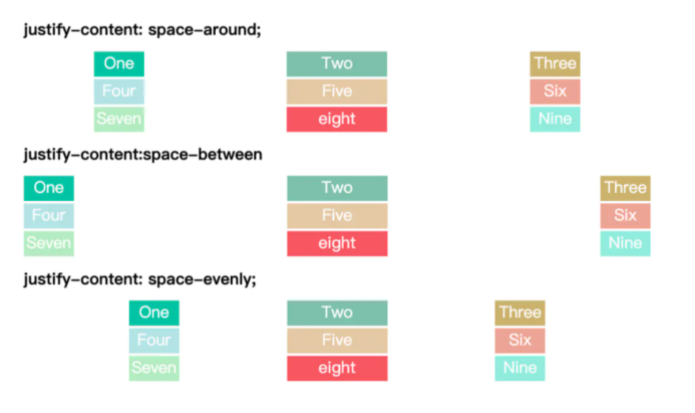 justify-content: space-around;
One Two Three
Four Five Six
Seven eight Nine
justify-content:space-between
One Two Three
Four Five Six
Seven eight Nine
justify-content: space-evenly;
One Two Three
Four Five Six
Seven eight Nine